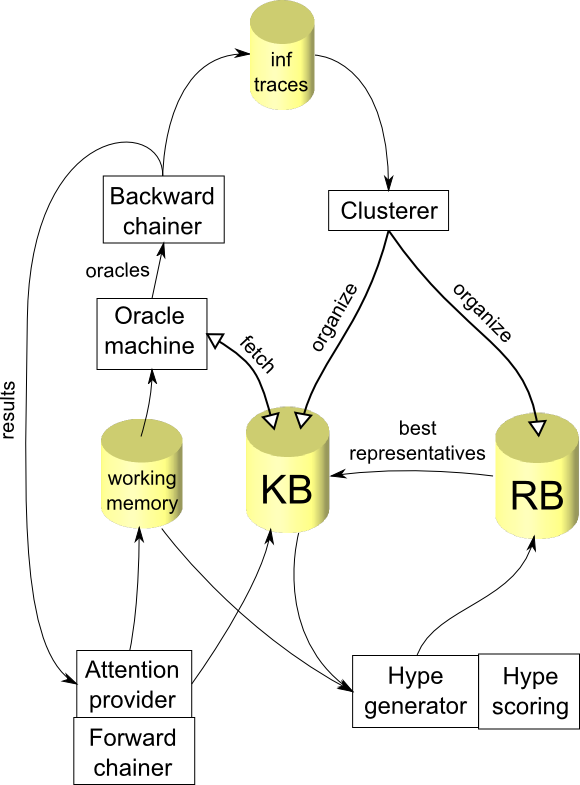 inf
traces
Backward
chainer
Clusterer
oracles
organize
organize
Oracle
machine
fetch
results
best
representatives
working
memory
KB
RB
Attention
provider
Forward
chainer
Hype
generator
Hype
scoring